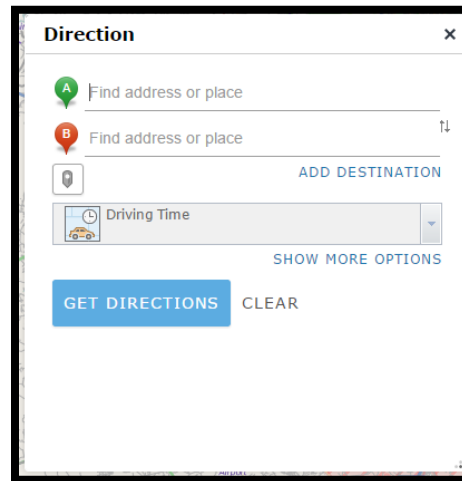 Direction ×
A Find address or place
B Find address or place
ADD DESTINATION
Driving Time
SHOW MORE OPTIONS
GET DIRECTIONS CLEAR
Airport